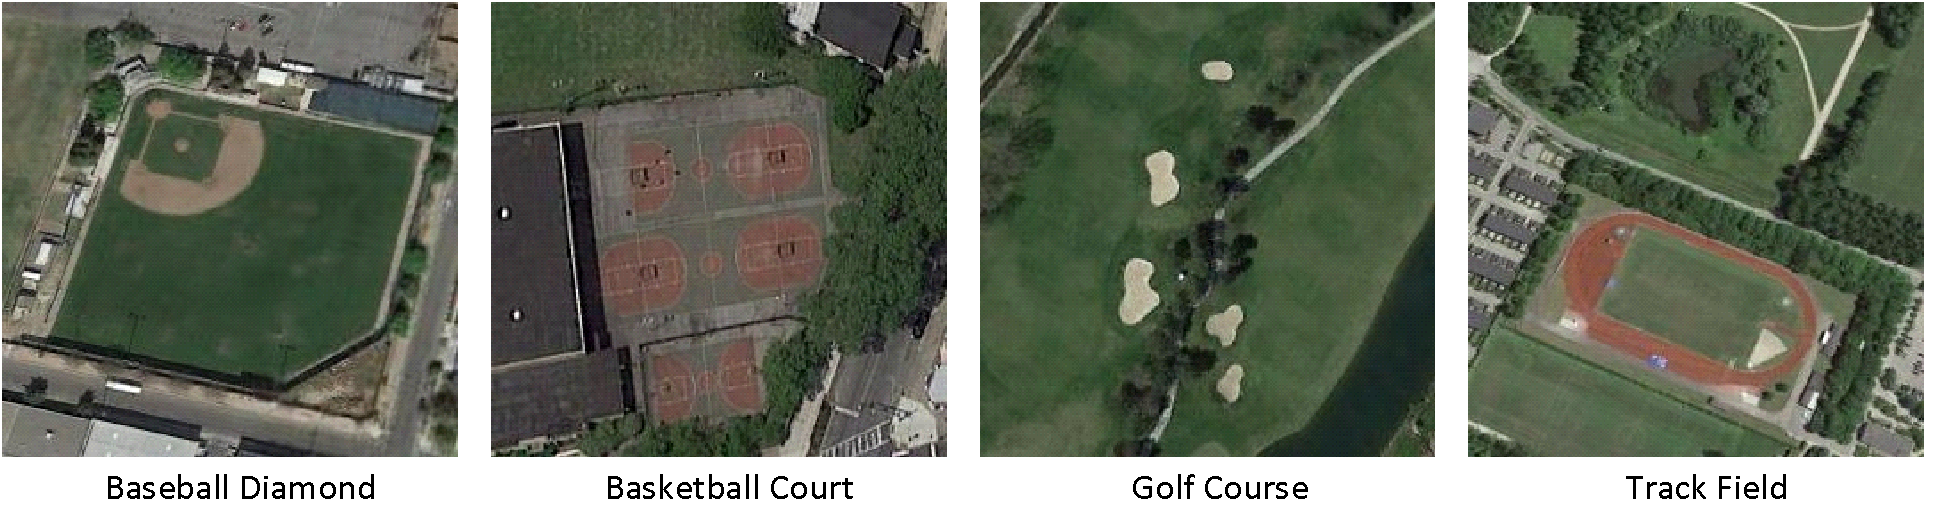 Baseball Diamond
Basketball Court
Golf Course
Track Field